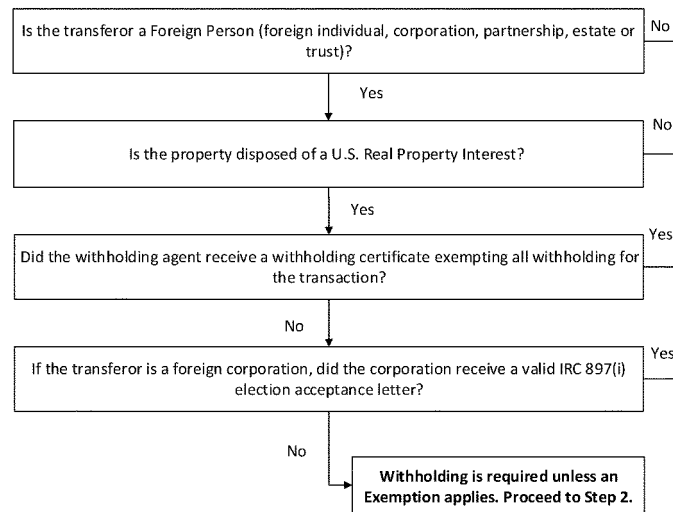 Is the transferor a Foreign Person (foreign individual, corporation, partnership, estate or
trust)?
No
Yes
Is the property disposed of a U.S. Real Property Interest?
No
Yes
Did the withholding agent receive a withholding certificate exempting all withholding for
the transaction?
Yes
No
If the transferor is a foreign corporation, did the corporation receive a valid IRC 897(i)
election acceptance letter?
Yes
No
Withholding is required unless an
Exemption applies. Proceed to Step 2.